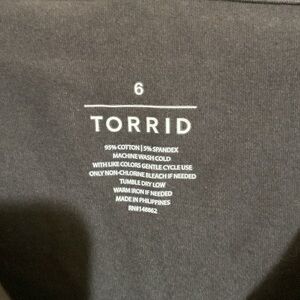 6
TORRID
95% COTTON | 5% SPANDEX
MACHINE WASH COLD
WITH LIKE COLORS GENTLE CYCLE USE
ONLY NON-CHLORINE BLEACH IF NEEDED
TUMBLE DRY LOW
WARM IRON IF NEEDED
MADE IN PHILIPPINES
RN#148662